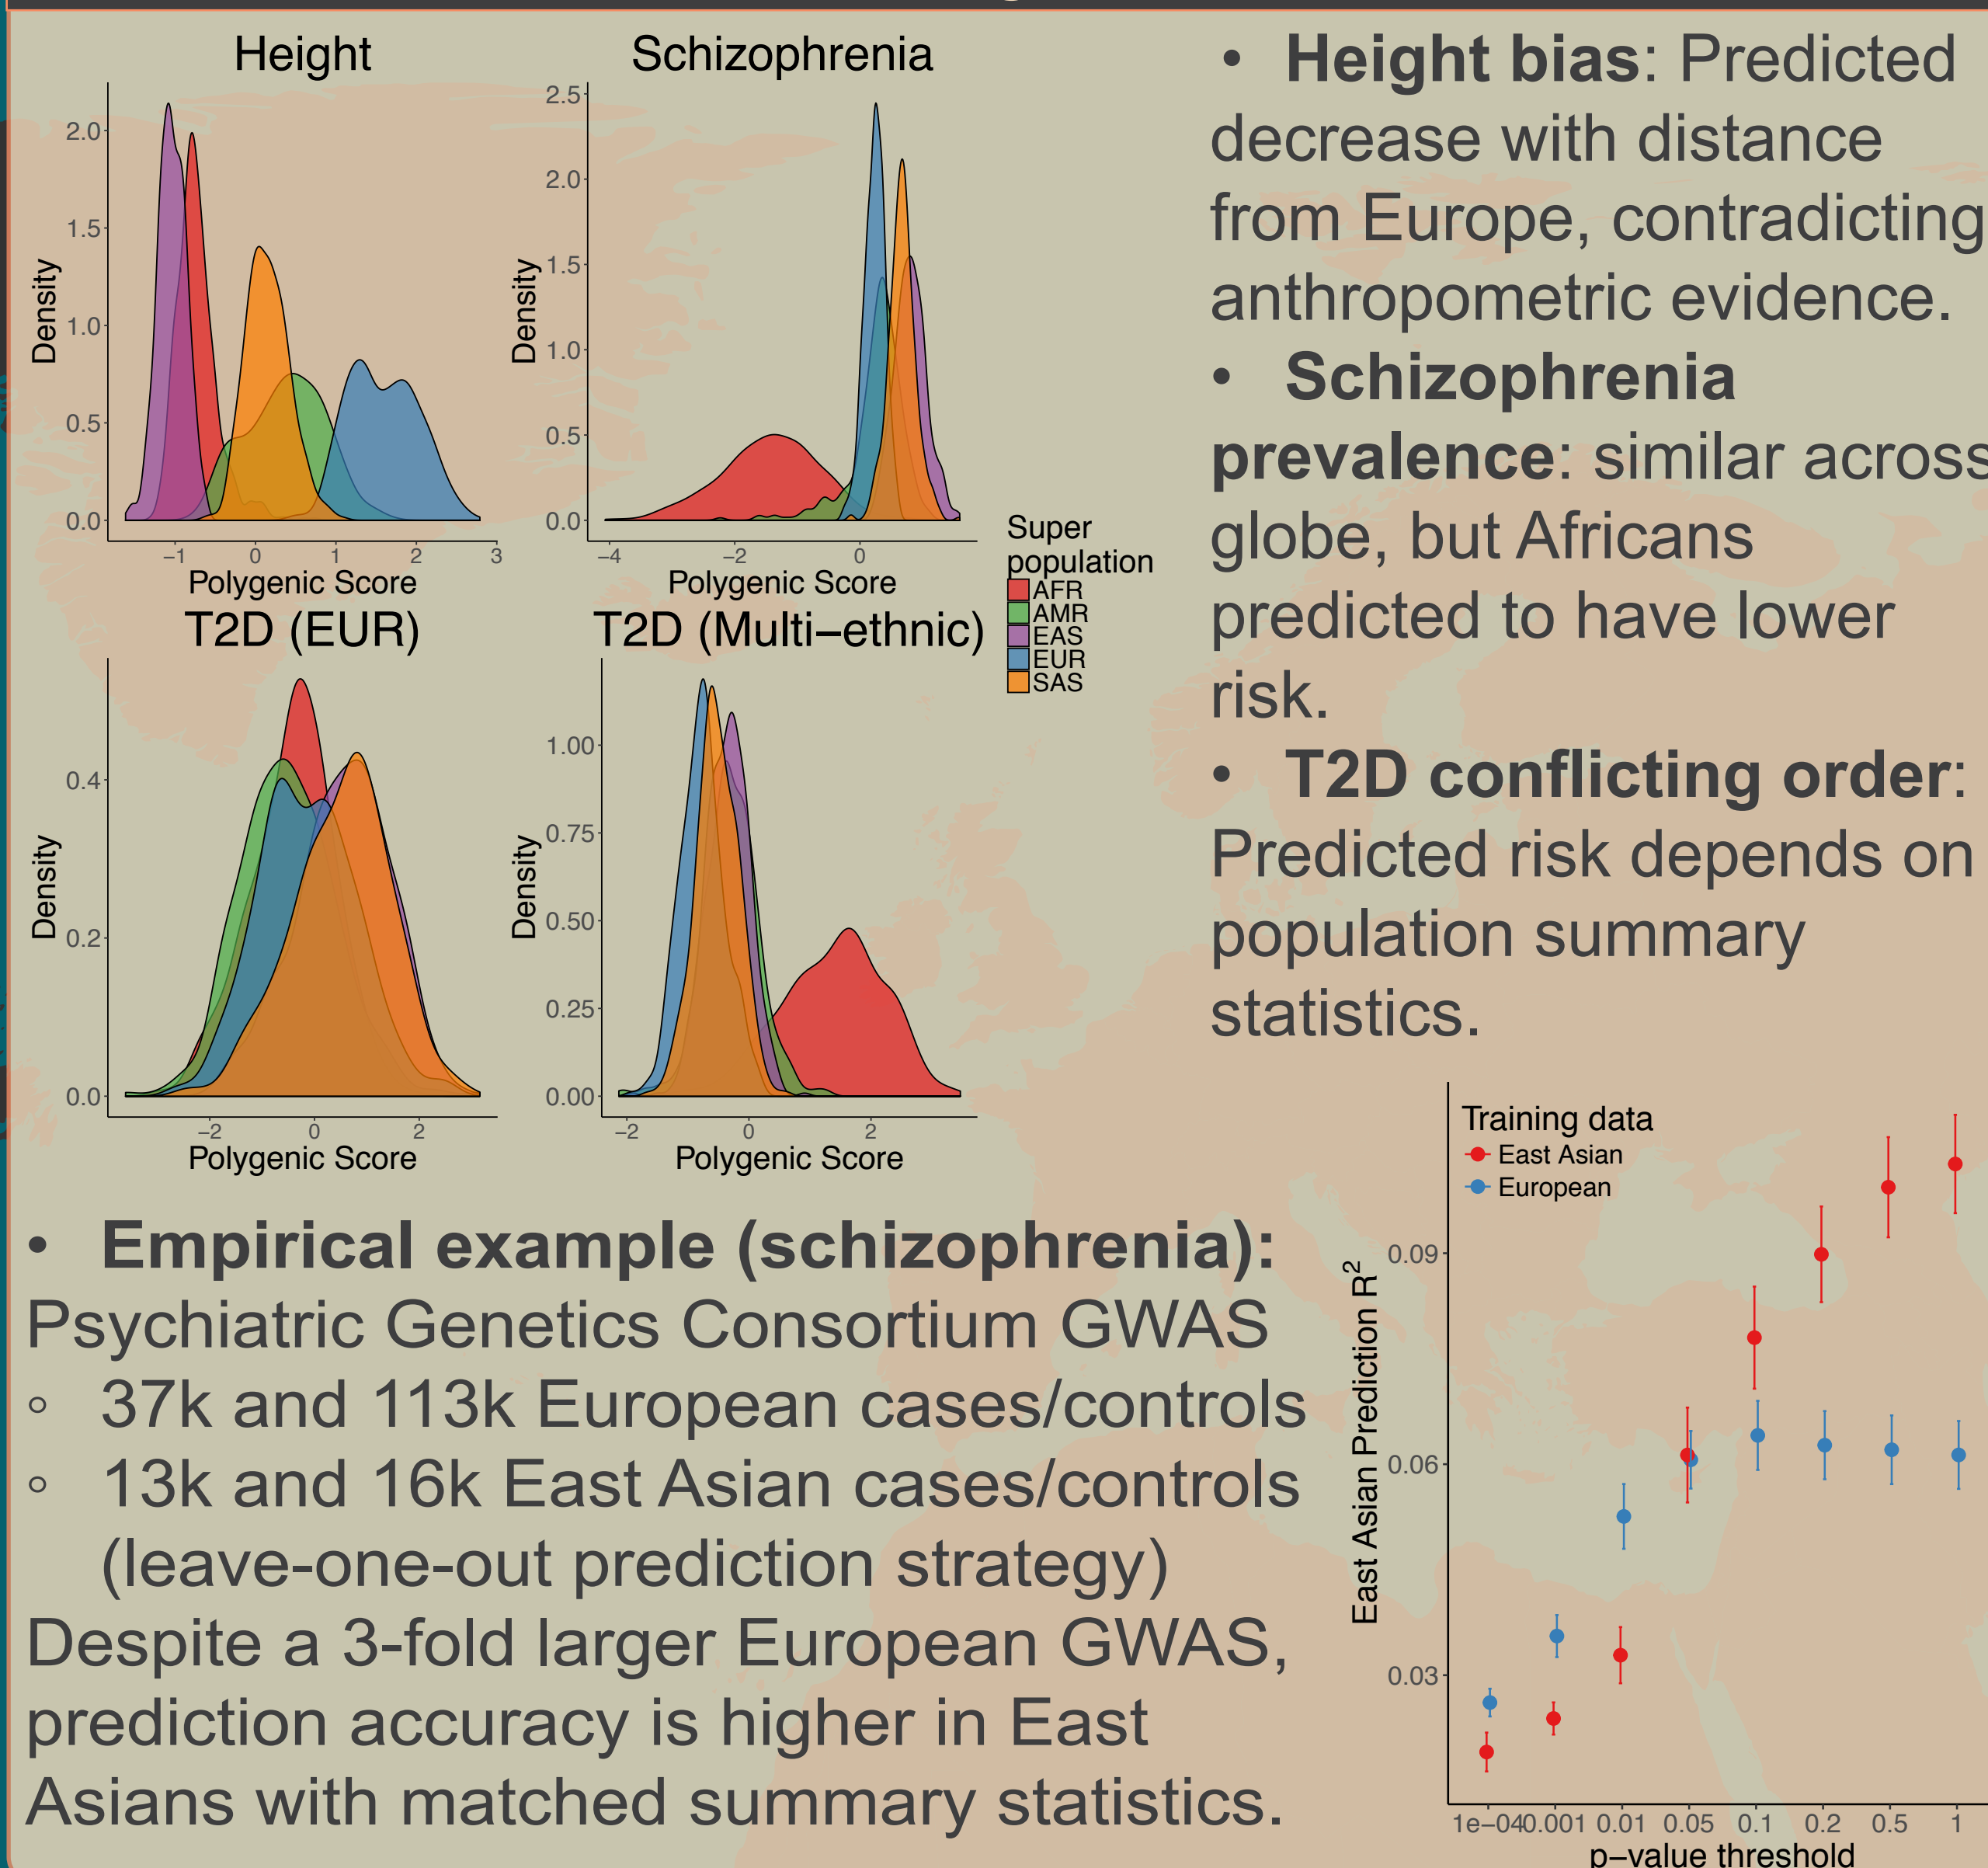 Height
Density
2.0
1.5
1.0
0.5
0.0
−1 0 1 2 3
Polygenic Score
Schizophrenia
Density
2.5
2.0
1.5
1.0
0.5
0.0
−4 −2 0
Polygenic Score
Super
population
AFR
AMR
EAS
EUR
SAS
T2D (EUR)
Density
0.4
0.2
0.0
−2 0 2
Polygenic Score
T2D (Multi−ethnic)
Density
1.00
0.75
0.50
0.25
0.00
−2 0 2
Polygenic Score
• Height bias: Predicted
decrease with distance
from Europe, contradicting
anthropometric evidence.
• Schizophrenia
prevalence: similar across
globe, but Africans
predicted to have lower
risk.
• T2D conflicting order:
Predicted risk depends on
population summary
statistics.
• Empirical example (schizophrenia):
Psychiatric Genetics Consortium GWAS
◦ 37k and 113k European cases/controls
◦ 13k and 16k East Asian cases/controls
(leave-one-out prediction strategy)
Despite a 3-fold larger European GWAS,
prediction accuracy is higher in East
Asians with matched summary statistics.
Training data
East Asian
European
East Asian Prediction R²
0.09
0.06
0.03
1e−04 0.001 0.01 0.05 0.1 0.2 0.5 1
p−value threshold